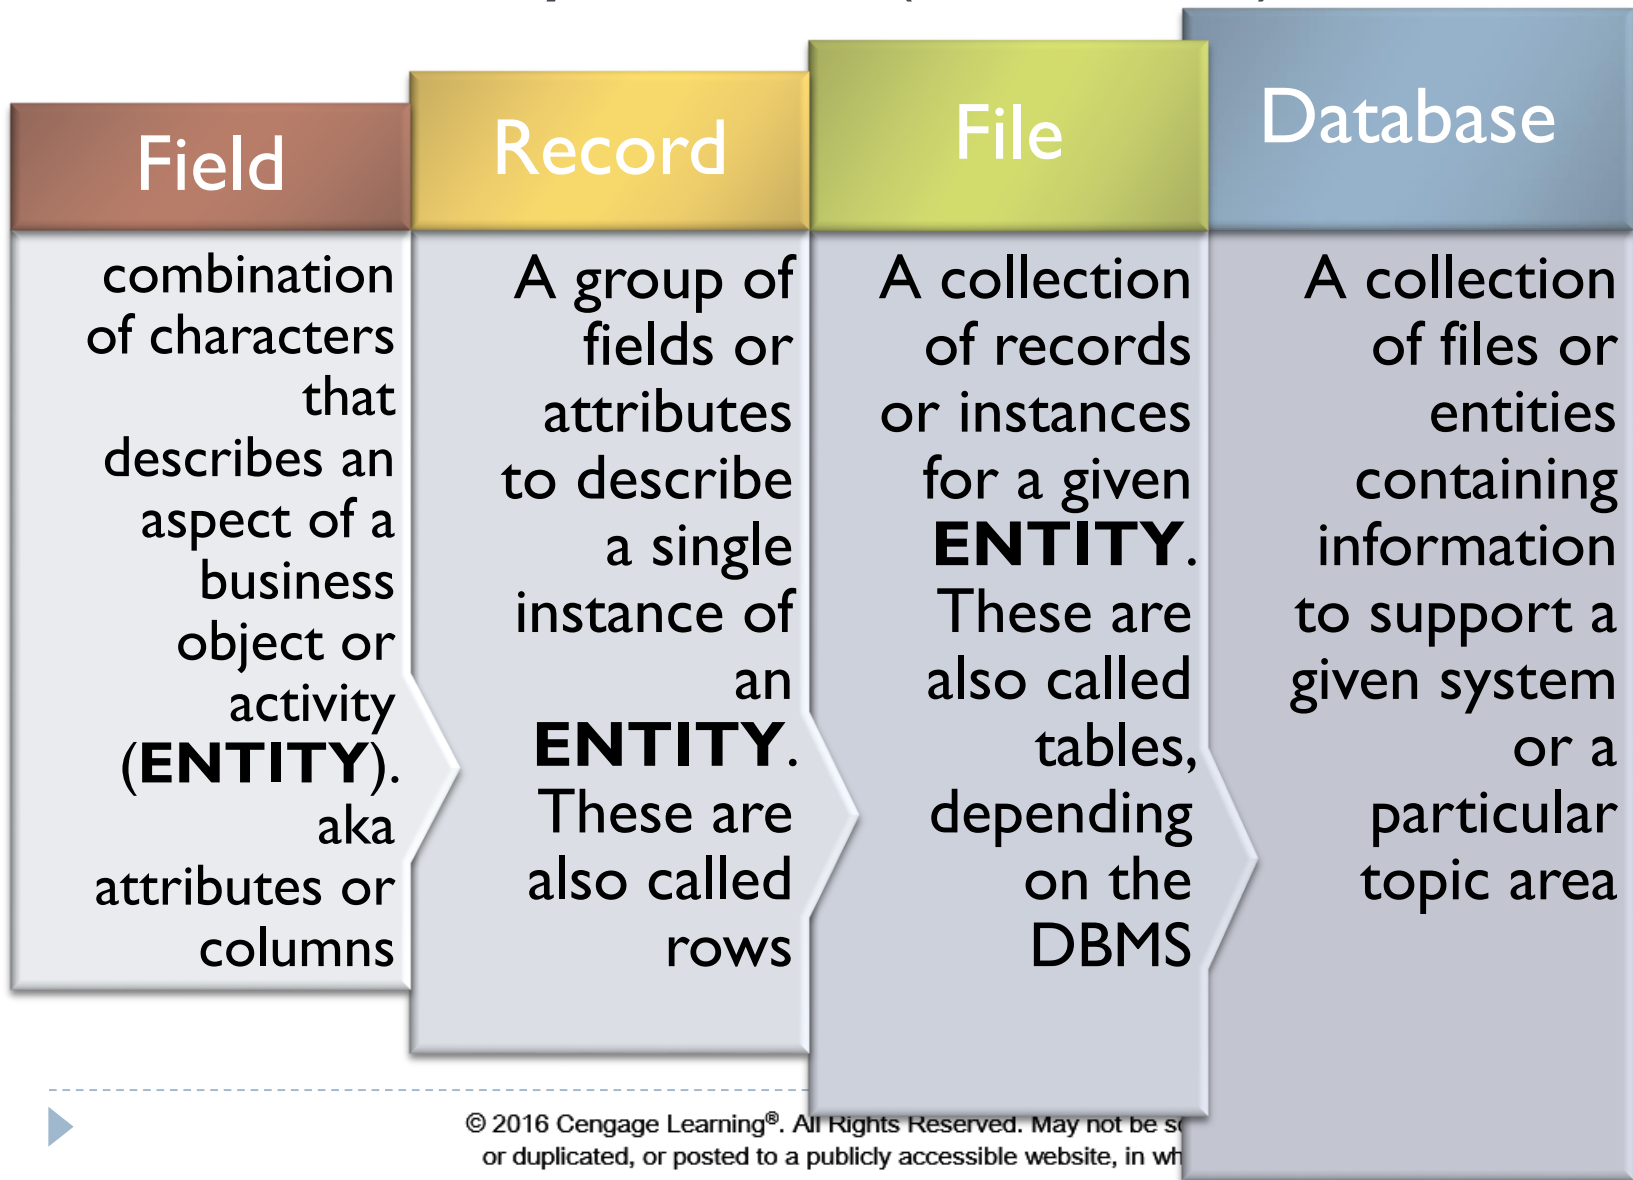 Field
combination
of characters
that
describes an
aspect of a
business
object or
activity
(ENTITY).
aka
attributes or
columns
Record
A group of
fields or
attributes
to describe
a single
instance of
an
ENTITY.
These are
also called
rows
File
A collection
of records
or instances
for a given
ENTITY.
These are
also called
tables,
depending
on the
DBMS
Database
A collection
of files or
entities
containing
information
to support a
given system
or a
particular
topic area
© 2016 Cengage Learning®. All Rights Reserved. May not be
or duplicated, or posted to a publicly accessible website, in